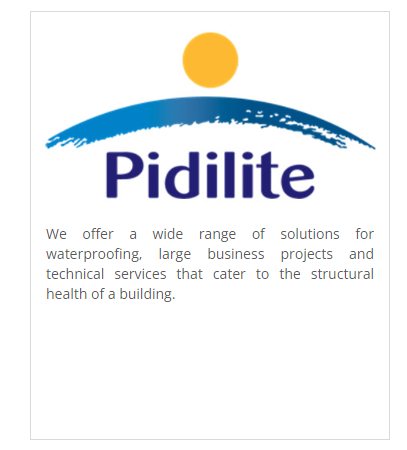 Pidilite
We offer a wide range of solutions for
waterproofing, large business projects and
technical services that cater to the structural
health of a building.